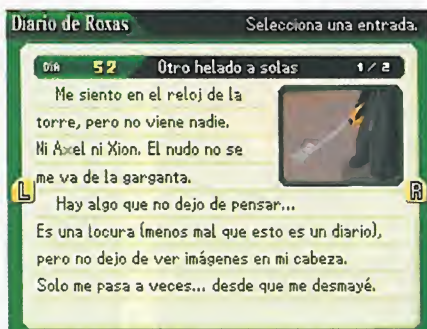 Diario de Roxas
Selecciona una entrada.
DÍA 52 Otro helado a solas 1/2
Me siento en el reloj de la
torre, pero no viene nadie.
Ni Axel ni Xion. El nudo no se
me va de la garganta.
Hay algo que no dejo de pensar...
Es una locura (menos mal que esto es un diario),
pero no dejo de ver imágenes en mi cabeza.
Solo me pasa a veces... desde que me desmayé.
L
R